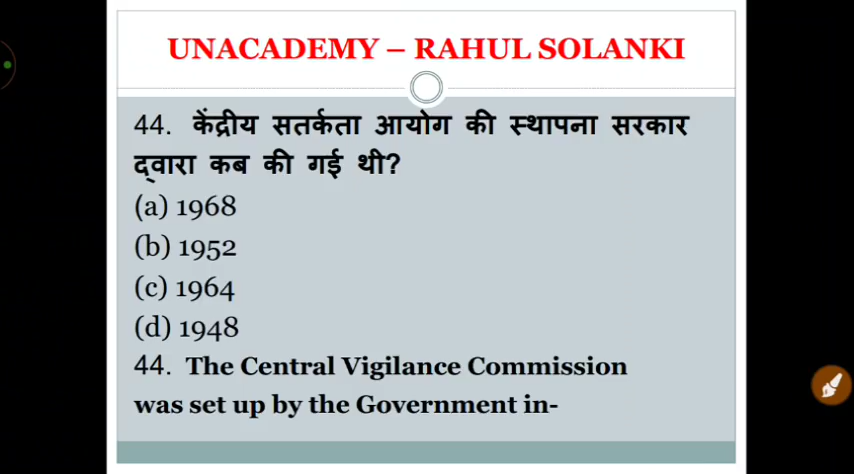 UNACADEMY – RAHUL SOLANKI
44. केंद्रीय सतर्कता आयोग की स्थापना सरकार
द्वारा कब की गई थी?
(a) 1968
(b) 1952
(c) 1964
(d) 1948
44. The Central Vigilance Commission
was set up by the Government in-